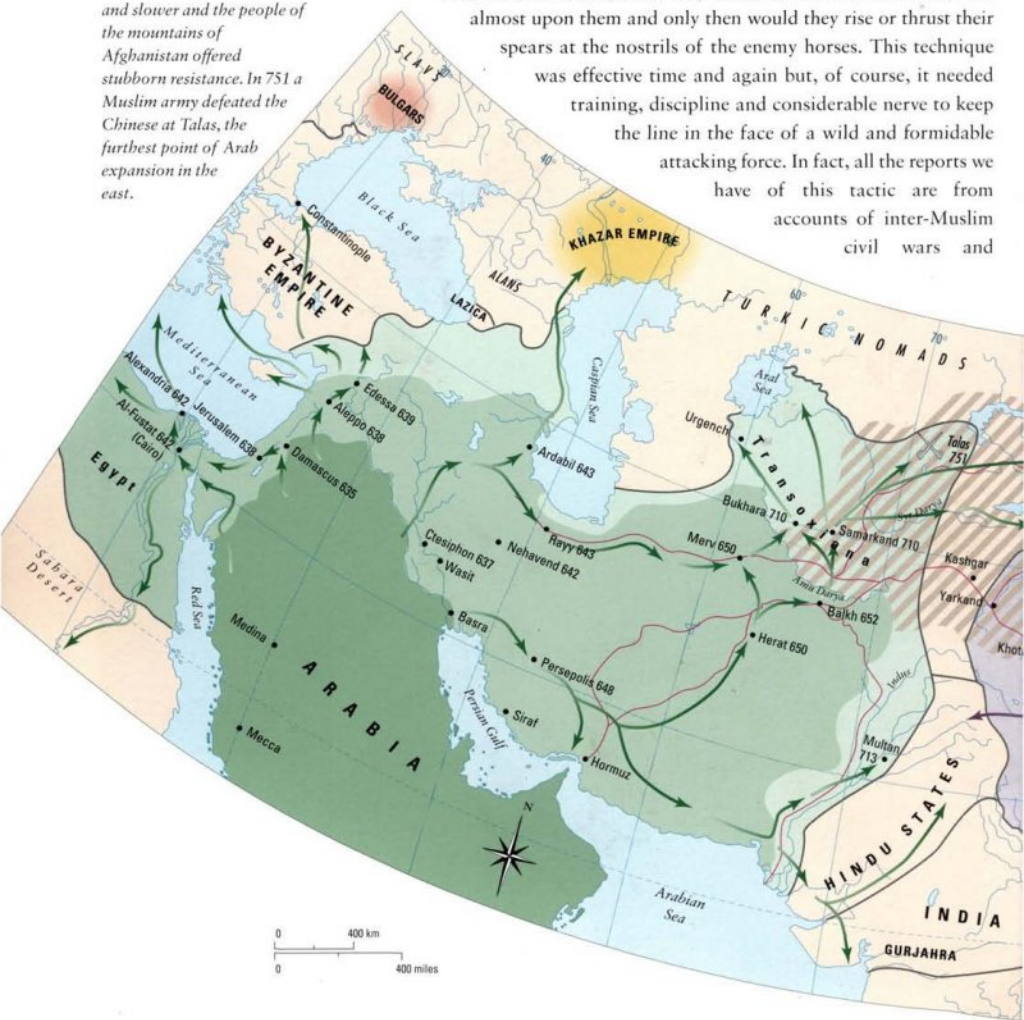 and slower and the people of
the mountains of
Afghanistan offered
stubborn resistance. In 751 a
Muslim army defeated the
Chinese at Talas, the
furthest point of Arab
expansion in the
east.
almost upon them and only then would they rise or thrust their
spears at the nostrils of the enemy horses. This technique
was effective time and again but, of course, it needed
training, discipline and considerable nerve to keep
the line in the face of a wild and formidable
attacking force. In fact, all the reports we
have of this tactic are from
accounts of inter-Muslim
civil wars and
SLAVS
BULGARS
40°
Black Sea
Constantinople
BYZANTINE
EMPIRE
KHAZAR EMPIRE
ALANS
LAZICA
60°
TURKIC NOMADS
70°
Mediterranean
Sea
Caspian Sea
Aral
Sea
Alexandria 642
Al-Fustat 642
(Cairo)
Jerusalem 638
Damascus 635
Edessa 639
Aleppo 638
Ardabil 643
Urgench
Transoxiana
Talas
751
Egypt
Bukhara 710
Samarkand 710
Syr Darya
Ctesiphon 637
Wasit
Nehavend 642
Rayy 643
Merv 650
Kashgar
Yarkand
Amu Darya
Balkh 652
Sahara
Desert
Red Sea
Basra
Herat 650
Khot
Medina
ARABIA
Persepolis 648
Indus
Siraf
Persian Gulf
Mecca
Hormuz
Multan
713
HINDU STATES
N
Arabian
Sea
INDIA
GURJAHRA
0 400 km
0 400 miles